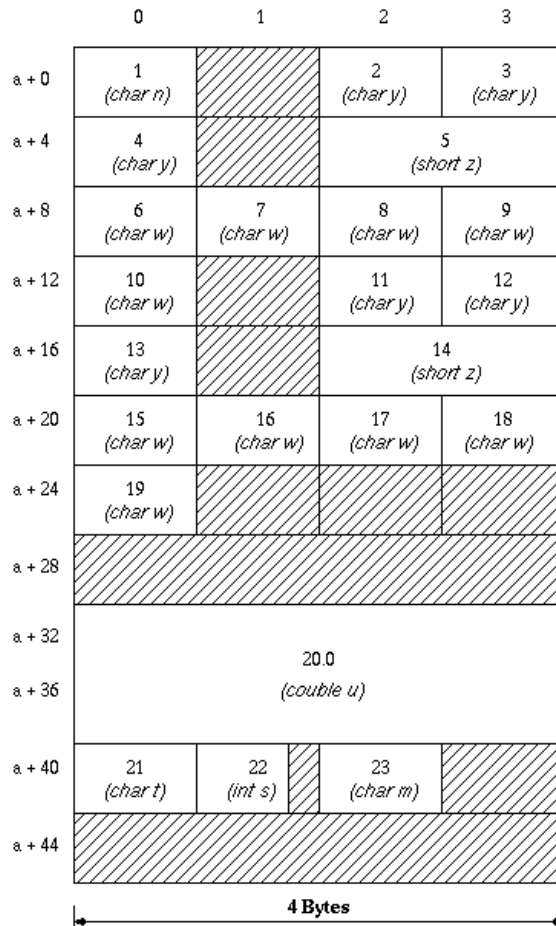 0 1 2 3
a + 0
1 2 3
(char n) (char y) (char y)
a + 4
4 5
(char y) (short z)
a + 8
6 7 8 9
(char w) (char w) (char w) (char w)
a + 12
10 11 12
(char w) (char y) (char y)
a + 16
13 14
(char y) (short z)
a + 20
15 16 17 18
(char w) (char w) (char w) (char w)
a + 24
19
(char w)
a + 28
a + 32
20.0
a + 36
(couble u)
a + 40
21 22 23
(char t) (int s) (char m)
a + 44
4 Bytes